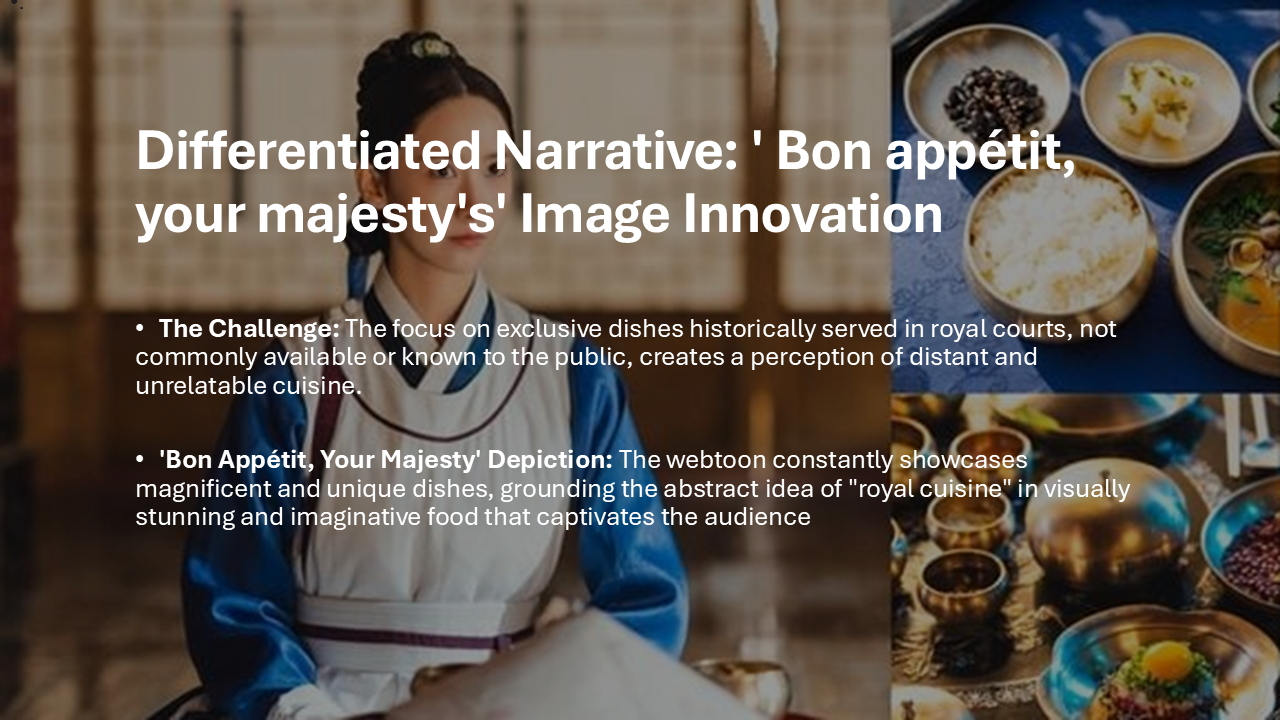 Differentiated Narrative: ' Bon appétit,
your majesty's' Image Innovation
• The Challenge: The focus on exclusive dishes historically served in royal courts, not
commonly available or known to the public, creates a perception of distant and
unrelatable cuisine.
• 'Bon Appétit, Your Majesty' Depiction: The webtoon constantly showcases
magnificent and unique dishes, grounding the abstract idea of "royal cuisine" in visually
stunning and imaginative food that captivates the audience